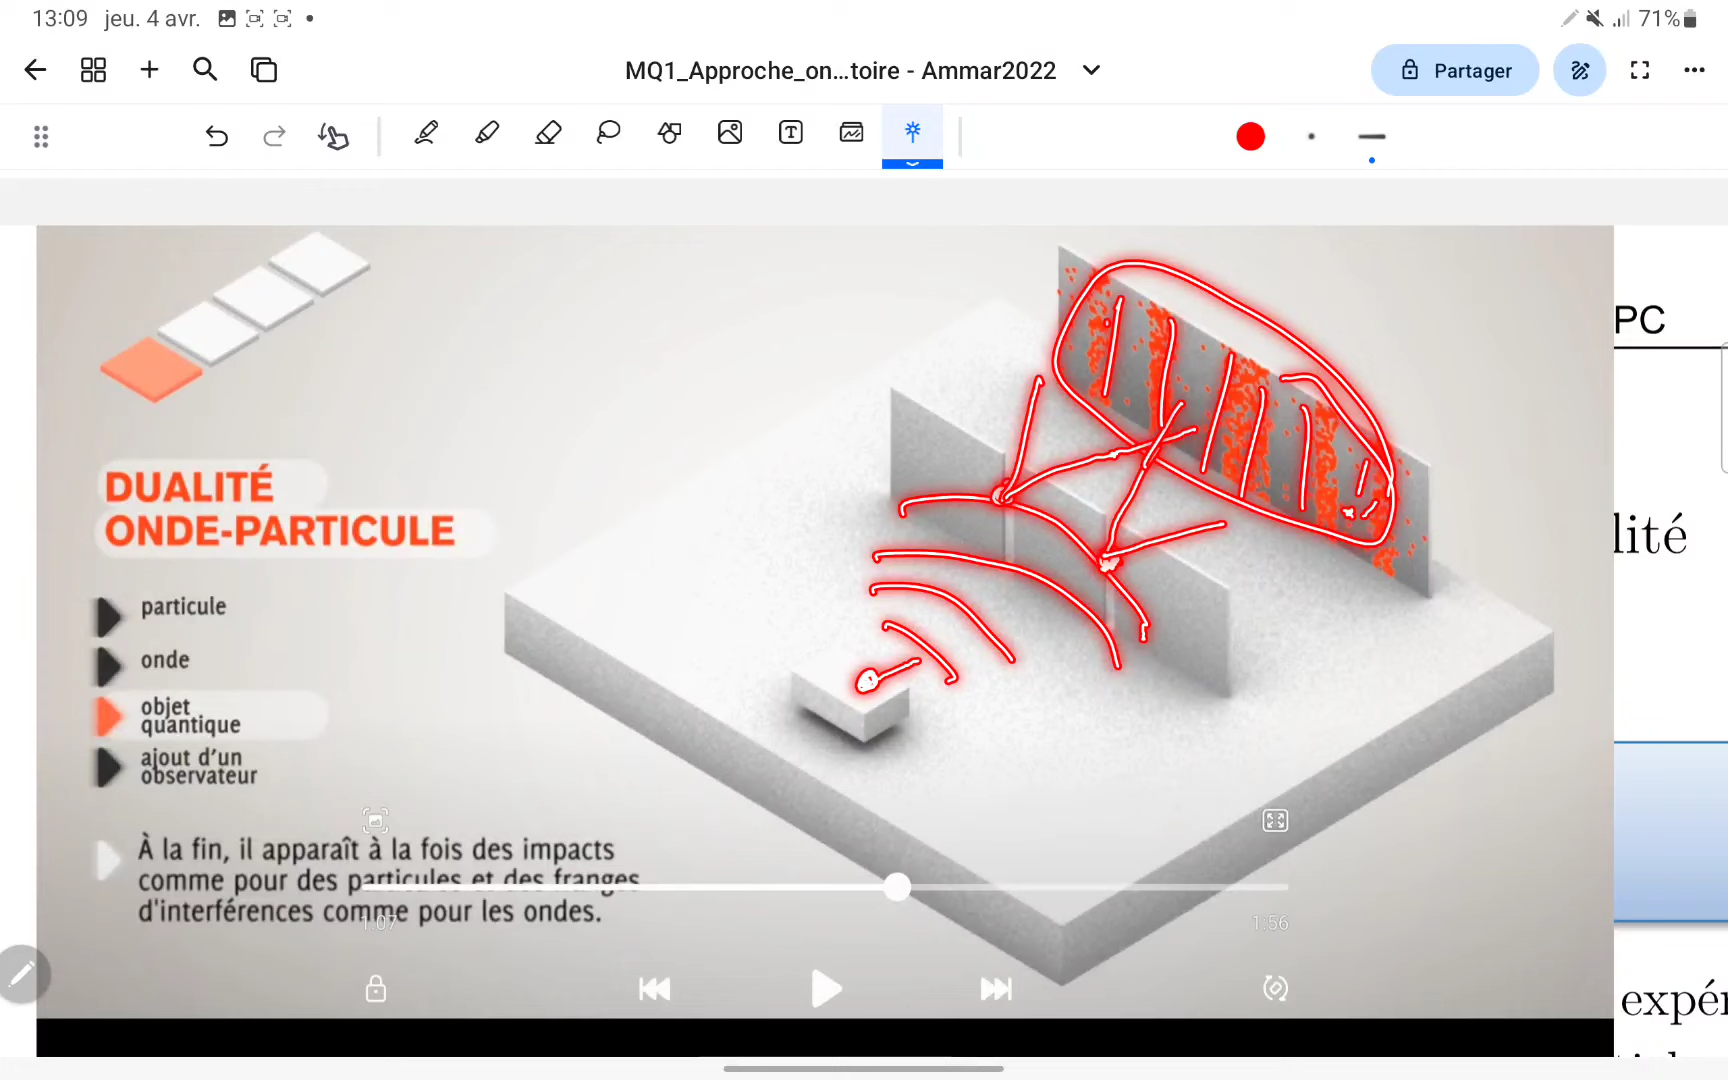 13:09 jeu. 4 avr.
71%
MQ1_Approche_on...toire - Ammar2022
Partager
PC
DUALITÉ
ONDE-PARTICULE
lité
particule
onde
objet
quantique
ajout d'un
observateur
À la fin, il apparaît à la fois des impacts
comme pour des particules et des franges
d'interférences comme pour les ondes.
1:07
1:56
expér